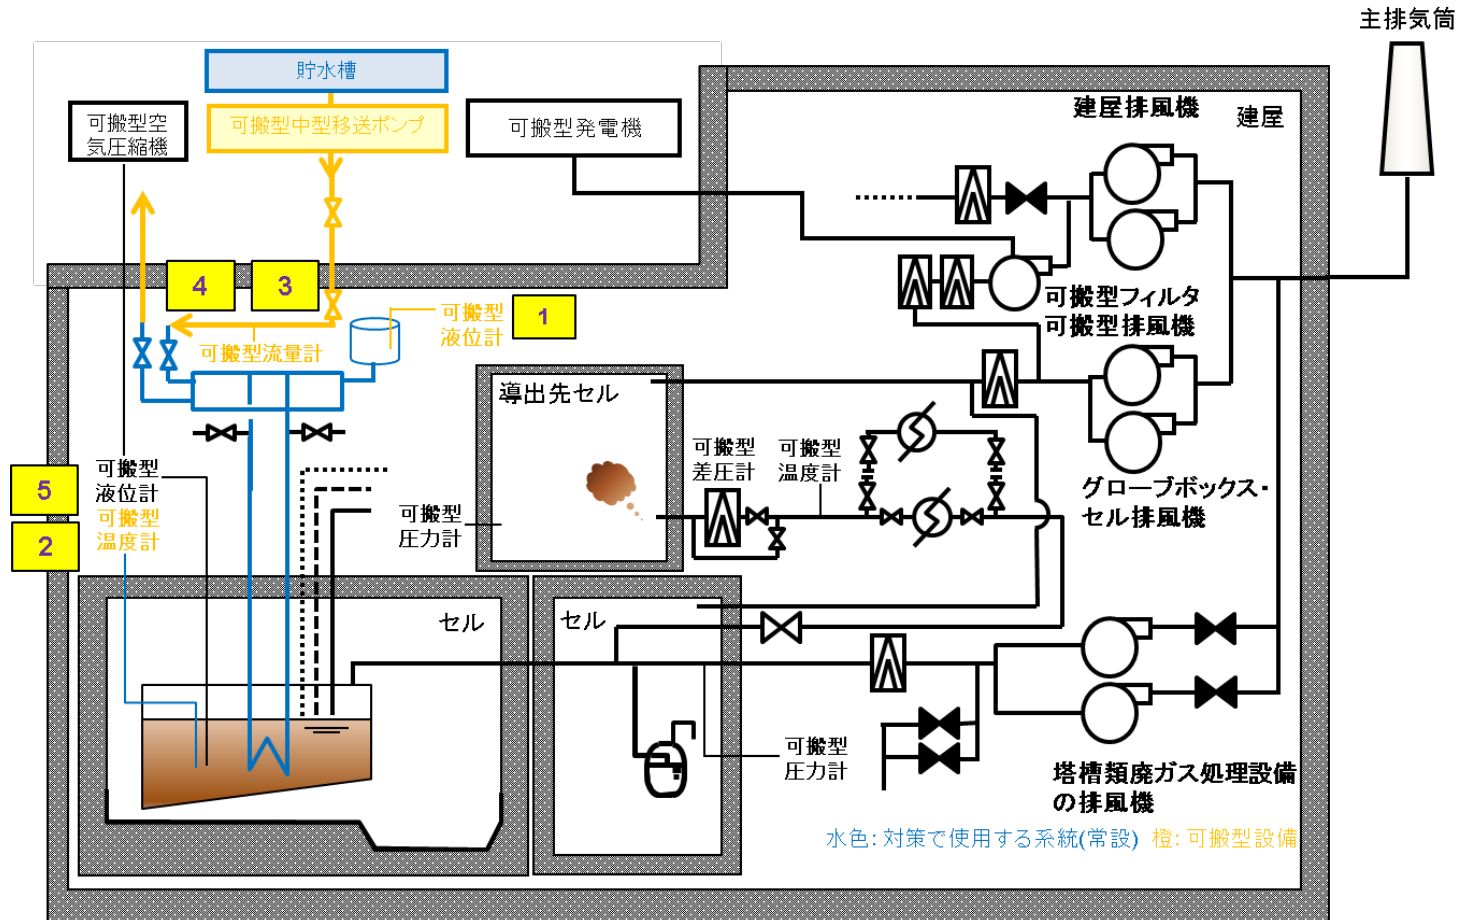 主排気筒
貯水槽
可搬型空
気圧縮機
可搬型中型移送ポンプ
可搬型発電機
建屋排風機
建屋
4
3
可搬型
液位計
1
可搬型流量計
可搬型フィルタ
可搬型排風機
導出先セル
可搬型
差圧計
可搬型
温度計
グローブボックス・
セル排風機
5
可搬型
液位計
2
可搬型
温度計
可搬型
圧力計
セル
セル
可搬型
圧力計
塔槽類廃ガス処理設備
の排風機
水色:対策で使用する系統(常設) 橙:可搬型設備